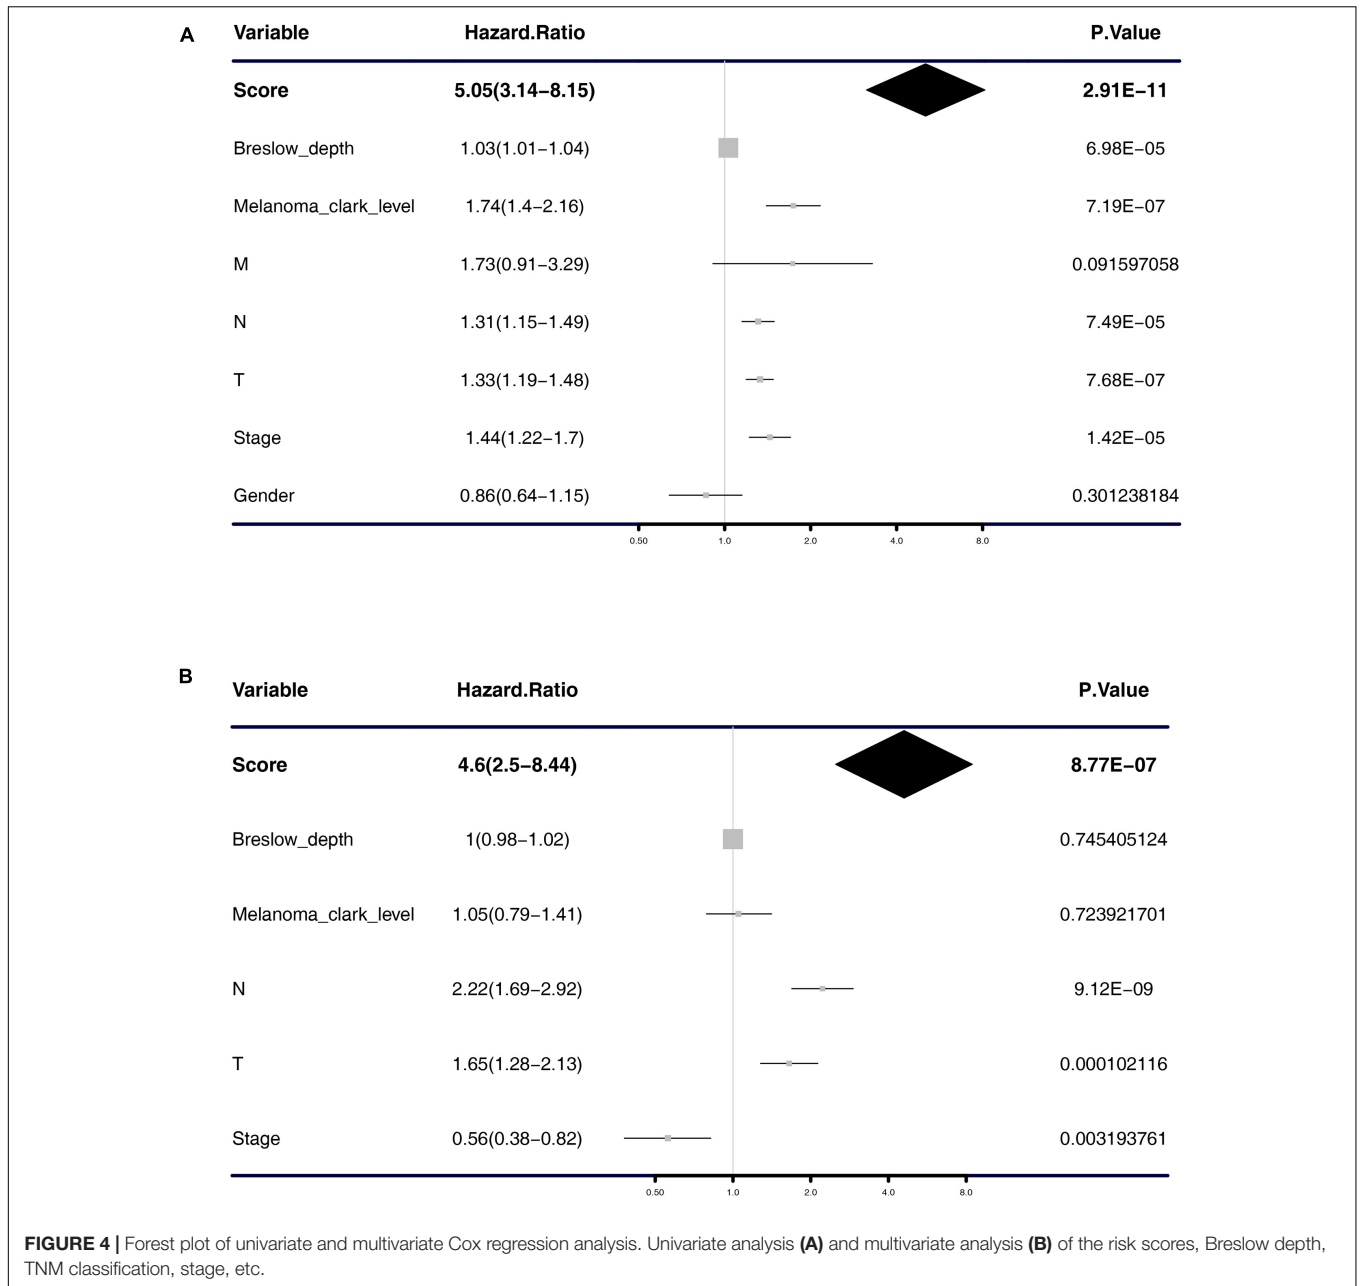 A
Variable Hazard.Ratio P.Value
Score 5.05(3.14−8.15) 2.91E−11
Breslow_depth 1.03(1.01−1.04) 6.98E−05
Melanoma_clark_level 1.74(1.4−2.16) 7.19E−07
M 1.73(0.91−3.29) 0.091597058
N 1.31(1.15−1.49) 7.49E−05
T 1.33(1.19−1.48) 7.68E−07
Stage 1.44(1.22−1.7) 1.42E−05
Gender 0.86(0.64−1.15) 0.301238184
0.50 1.0 2.0 4.0 8.0
B
Variable Hazard.Ratio P.Value
Score 4.6(2.5−8.44) 8.77E−07
Breslow_depth 1(0.98−1.02) 0.745405124
Melanoma_clark_level 1.05(0.79−1.41) 0.723921701
N 2.22(1.69−2.92) 9.12E−09
T 1.65(1.28−2.13) 0.000102116
Stage 0.56(0.38−0.82) 0.003193761
0.50 1.0 2.0 4.0 8.0
FIGURE 4 | Forest plot of univariate and multivariate Cox regression analysis. Univariate analysis (A) and multivariate analysis (B) of the risk scores, Breslow depth,
TNM classification, stage, etc.